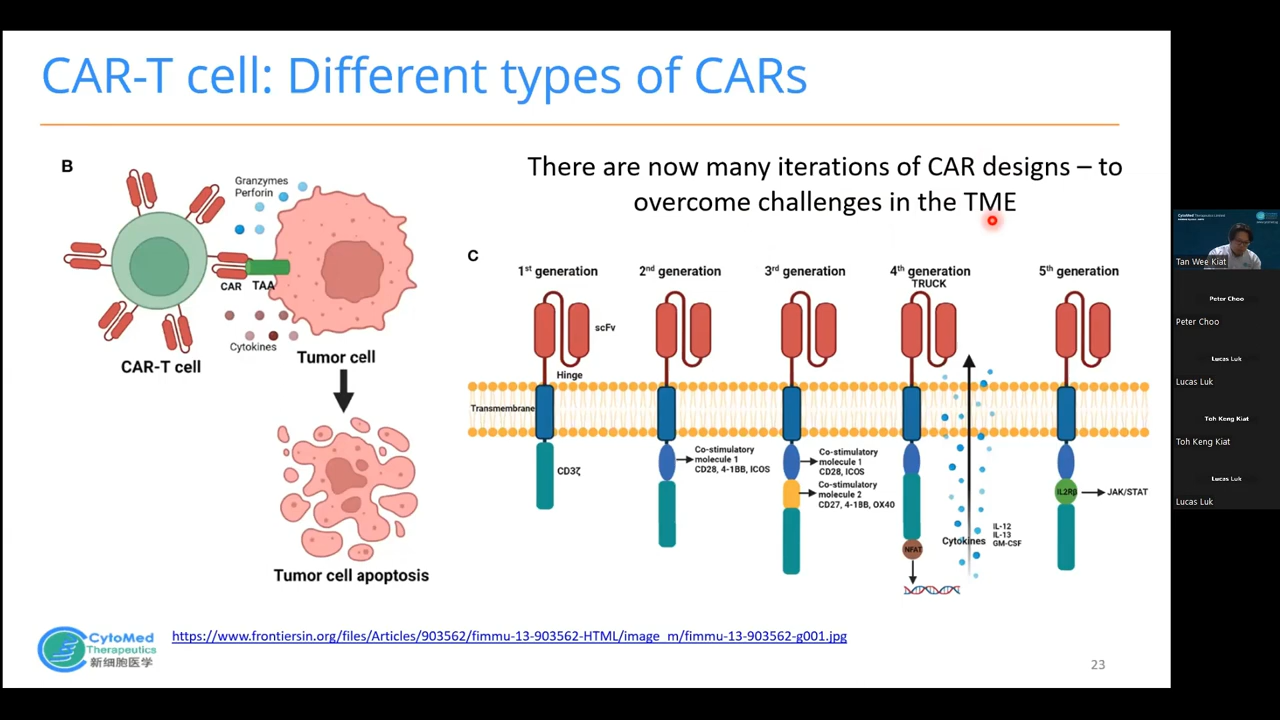 CAR-T cell: Different types of CARs
B
Granzymes
Perforin
CAR
TAA
Cytokines
CAR-T cell
Tumor cell
Tumor cell apoptosis
There are now many iterations of CAR designs – to
overcome challenges in the TME
C
1st generation
2nd generation
3rd generation
4th generation
TRUCK
5th generation
scFv
Hinge
Transmembrane
CD3ζ
Co-stimulatory
molecule 1
CD28, 4-1BB, ICOS
Co-stimulatory
molecule 1
CD28, ICOS
Co-stimulatory
molecule 2
CD27, 4-1BB, OX40
NFAT
Cytokines
IL-12
IL-13
GM-CSF
IL2Rβ
JAK/STAT
CytoMed
Therapeutics
新细胞医学
https://www.frontiersin.org/files/Articles/903562/fimmu-13-903562-HTML/image_m/fimmu-13-903562-g001.jpg
23
Tan Wee Kiat
Peter Choo
Peter Choo
Lucas Luk
Lucas Luk
Toh Keng Kiat
Toh Keng Kiat
Lucas Luk
Lucas Luk